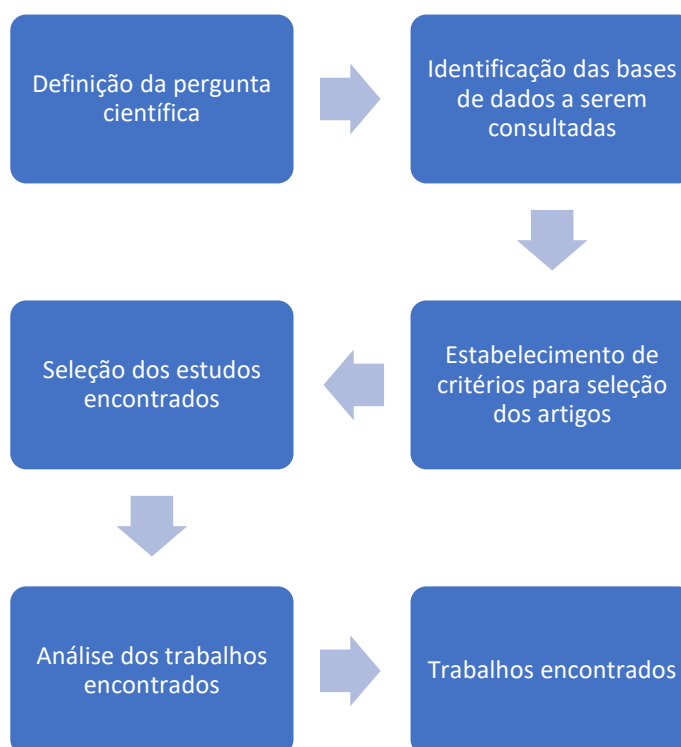 Definição da pergunta
científica
Identificação das bases
de dados a serem
consultadas
Estabelecimento de
critérios para seleção
dos artigos
Seleção dos estudos
encontrados
Análise dos trabalhos
encontrados
Trabalhos encontrados